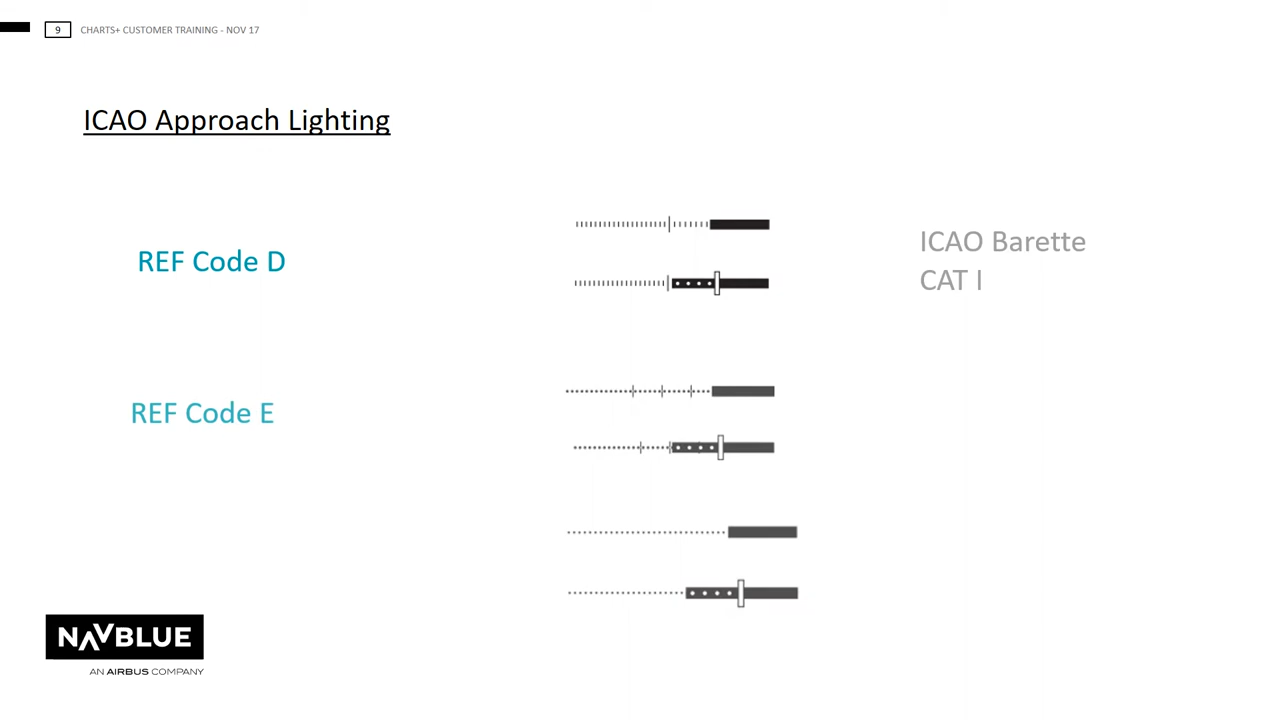 9 CHARTS+ CUSTOMER TRAINING - NOV 17
ICAO Approach Lighting
REF Code D
ICAO Barette
CAT I
REF Code E
NAVBLUE
AN AIRBUS COMPANY